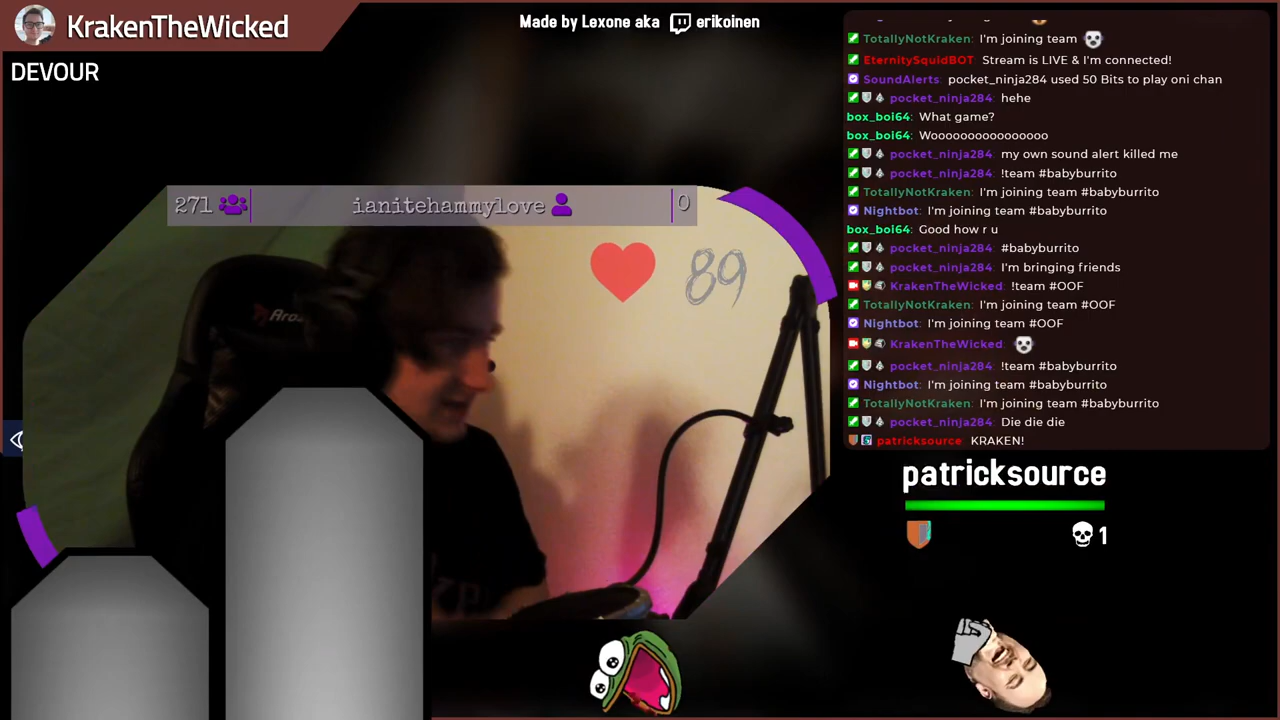 KrakenTheWicked
Made by Lexone aka erikoinen
DEVOUR
271 ianitehammylove 0
89
TotallyNotKraken: I'm joining team
EternitySquidBOT: Stream is LIVE & I'm connected!
SoundAlerts: pocket_ninja284 used 50 Bits to play oni chan
pocket_ninja284: hehe
box_boi64: What game?
box_boi64: Woooooooooooooooo
pocket_ninja284: my own sound alert killed me
pocket_ninja284: !team #babyburrito
TotallyNotKraken: I'm joining team #babyburrito
Nightbot: I'm joining team #babyburrito
box_boi64: Good how r u
pocket_ninja284: #babyburrito
pocket_ninja284: I'm bringing friends
KrakenTheWicked: !team #OOF
TotallyNotKraken: I'm joining team #OOF
Nightbot: I'm joining team #OOF
KrakenTheWicked:
pocket_ninja284: !team #babyburrito
Nightbot: I'm joining team #babyburrito
TotallyNotKraken: I'm joining team #babyburrito
pocket_ninja284: Die die die
patricksource: KRAKEN!
patricksource
1